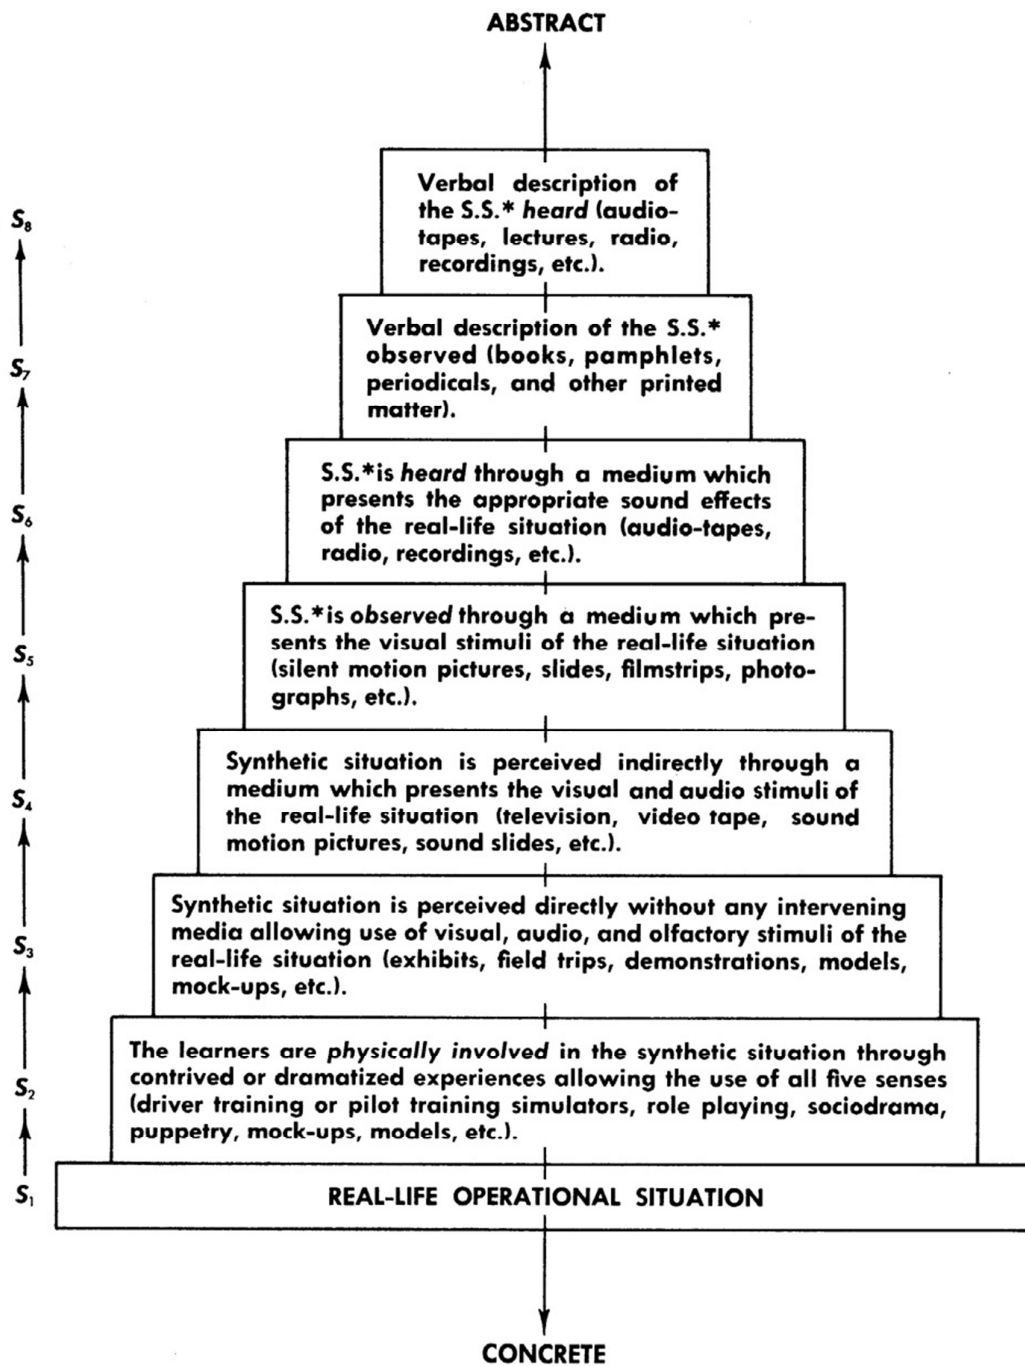 ABSTRACT
Verbal description of
the S.S.* heard (audio-
tapes, lectures, radio,
recordings, etc.).
S₈
Verbal description of the S.S.*
observed (books, pamphlets,
periodicals, and other printed
matter).
S₇
S.S.* is heard through a medium which
presents the appropriate sound effects
of the real-life situation (audio-tapes,
radio, recordings, etc.).
S₆
S.S.* is observed through a medium which pre-
sents the visual stimuli of the real-life situation
(silent motion pictures, slides, filmstrips, photo-
graphs, etc.).
S₅
Synthetic situation is perceived indirectly through a
medium which presents the visual and audio stimuli of
the real-life situation (television, video tape, sound
motion pictures, sound slides, etc.).
S₄
Synthetic situation is perceived directly without any intervening
media allowing use of visual, audio, and olfactory stimuli of the
real-life situation (exhibits, field trips, demonstrations, models,
mock-ups, etc.).
S₃
The learners are physically involved in the synthetic situation through
contrived or dramatized experiences allowing the use of all five senses
(driver training or pilot training simulators, role playing, sociodrama,
puppetry, mock-ups, models, etc.).
S₂
S₁
REAL-LIFE OPERATIONAL SITUATION
CONCRETE